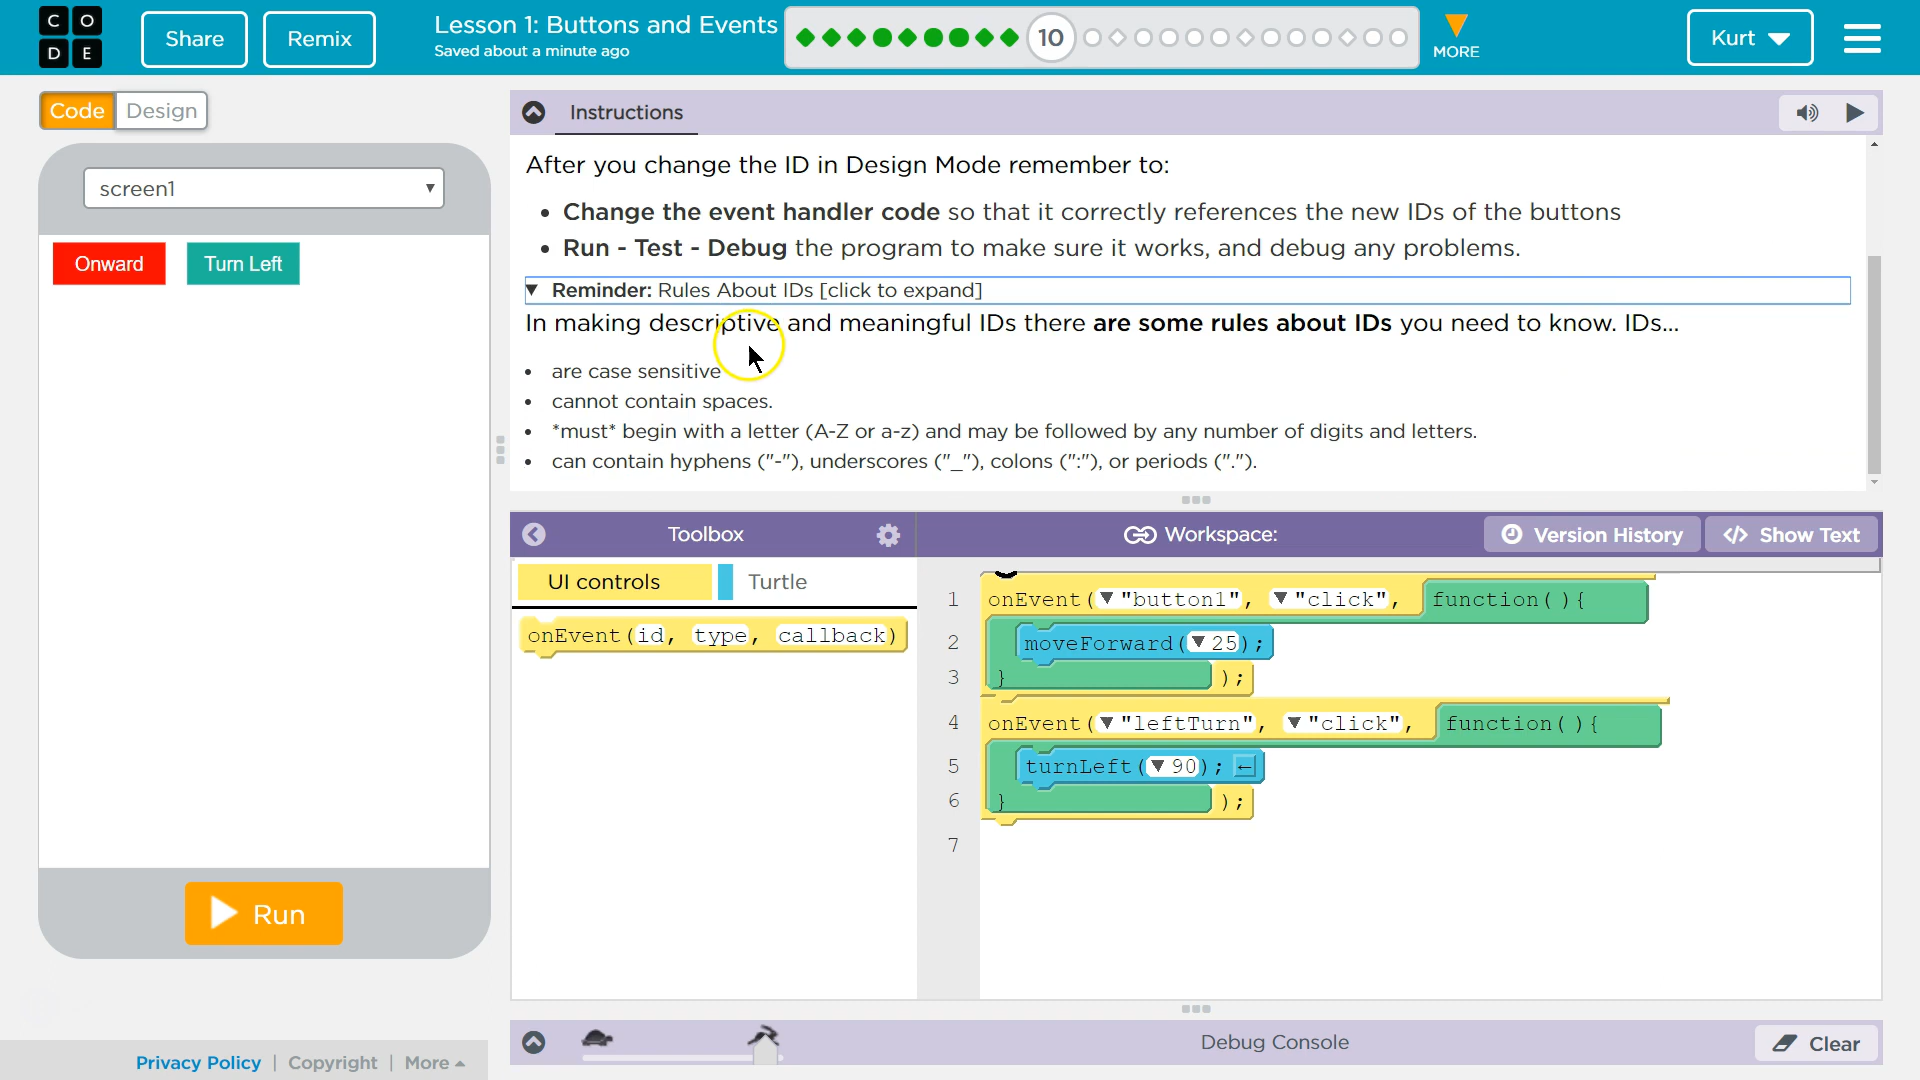 C O
D E
Share
Remix
Lesson 1: Buttons and Events
Saved about a minute ago
10
MORE
Kurt
Code
Design
screen1
Onward
Turn Left
Run
Instructions
After you change the ID in Design Mode remember to:
• Change the event handler code so that it correctly references the new IDs of the buttons
• Run - Test - Debug the program to make sure it works, and debug any problems.
▼ Reminder: Rules About IDs [click to expand]
In making descriptive and meaningful IDs there are some rules about IDs you need to know. IDs...
• are case sensitive
• cannot contain spaces.
• *must* begin with a letter (A-Z or a-z) and may be followed by any number of digits and letters.
• can contain hyphens ("-"), underscores ("_"), colons (":"), or periods (".").
Toolbox
Workspace:
Version History
</> Show Text
UI controls
Turtle
onEvent(id, type, callback)
1 onEvent(▼"button1", ▼"click", function( ){
2 moveForward(▼25);
3 } );
4 onEvent(▼"leftTurn", ▼"click", function( ){
5 turnLeft(▼90); ←
6 } );
7
Debug Console
Clear
Privacy Policy | Copyright | More